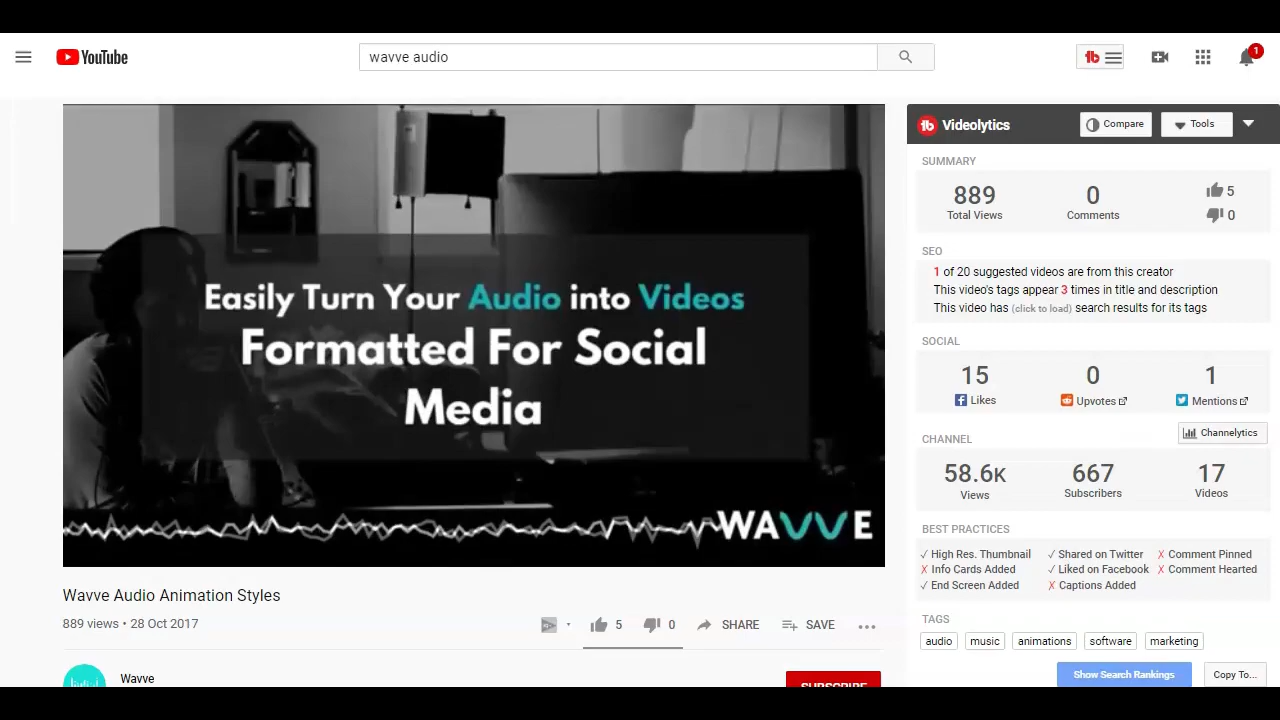 YouTube
wavve audio
1
Easily Turn Your Audio into Videos
Formatted For Social
Media
WAVVE
Wavve Audio Animation Styles
889 views • 28 Oct 2017
5
0
SHARE
SAVE
Wavve
SUBSCRIBE
Videolytics
Compare
Tools
SUMMARY
889
Total Views
0
Comments
5
0
SEO
1 of 20 suggested videos are from this creator
This video's tags appear 3 times in title and description
This video has (click to load) search results for its tags
SOCIAL
15
Likes
0
Upvotes
1
Mentions
CHANNEL
Channelytics
58.6K
Views
667
Subscribers
17
Videos
BEST PRACTICES
✓ High Res. Thumbnail ✓ Shared on Twitter ✗ Comment Pinned
✗ Info Cards Added ✓ Liked on Facebook ✗ Comment Hearted
✓ End Screen Added ✗ Captions Added
TAGS
audio music animations software marketing
Show Search Rankings
Copy To...